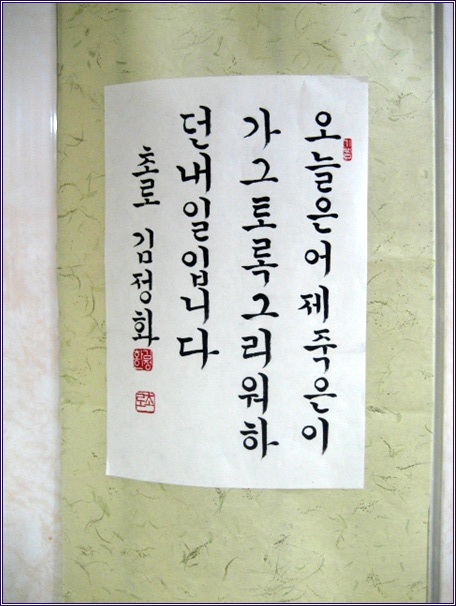 오늘은어제죽은이
가그토록그리워하
던내일입니다
초로 김정화